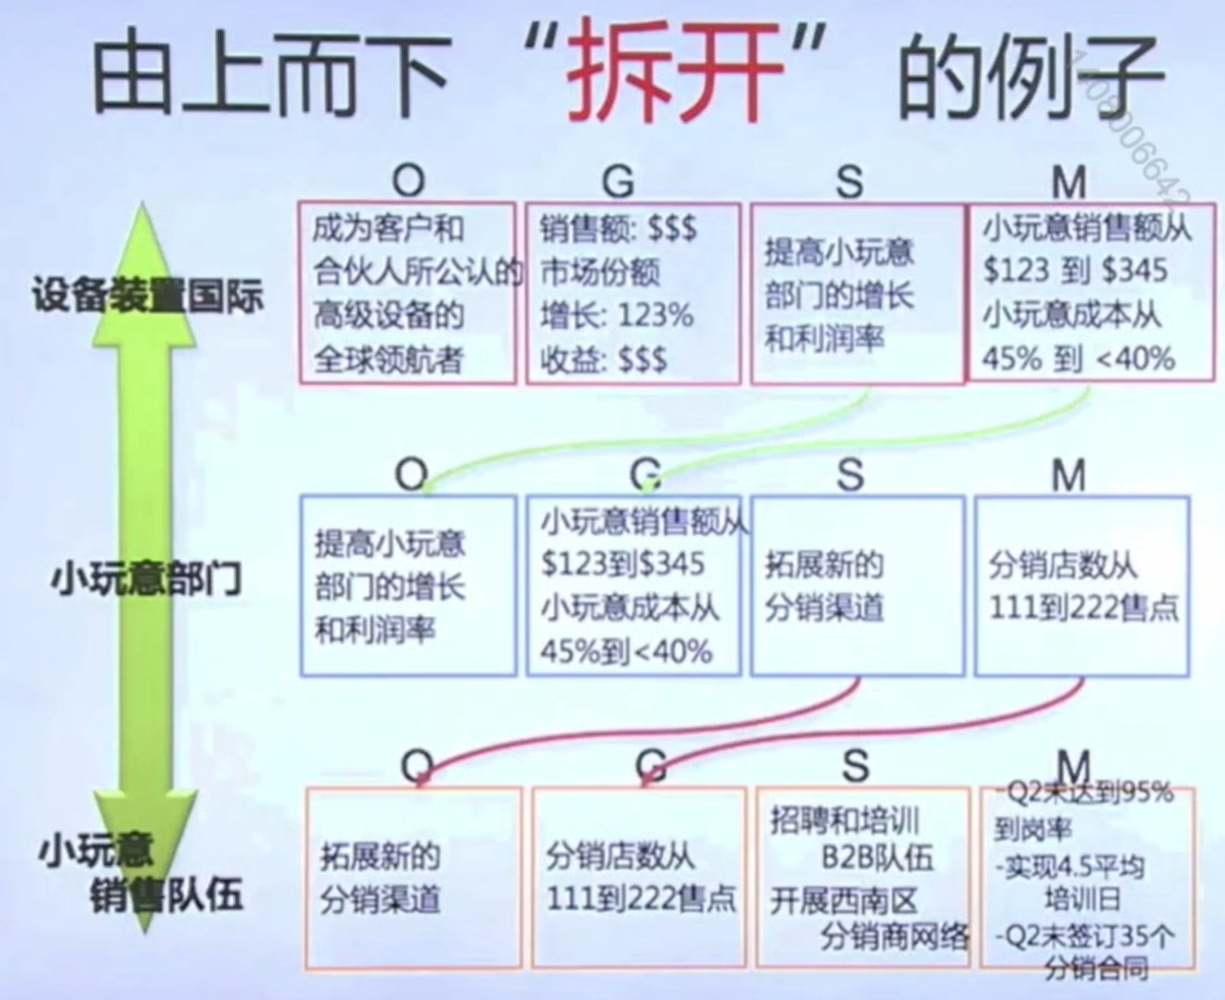 由上而下 “拆开” 的例子
O G S M
设备装置国际
成为客户和
合伙人所公认的
高级设备的
全球领航者
销售额: $$$
市场份额
增长: 123%
收益: $$$
提高小玩意
部门的增长
和利润率
小玩意销售额从
$123 到 $345
小玩意成本从
45% 到 <40%
O G S M
小玩意部门
提高小玩意
部门的增长
和利润率
小玩意销售额从
$123到$345
小玩意成本从
45%到<40%
拓展新的
分销渠道
分销店数从
111到222售点
O G S M
小玩意
销售队伍
拓展新的
分销渠道
分销店数从
111到222售点
招聘和培训
B2B队伍
开展西南区
分销商网络
-Q2末达到95%
到岗率
-实现4.5平均
培训日
-Q2末签订35个
分销合同